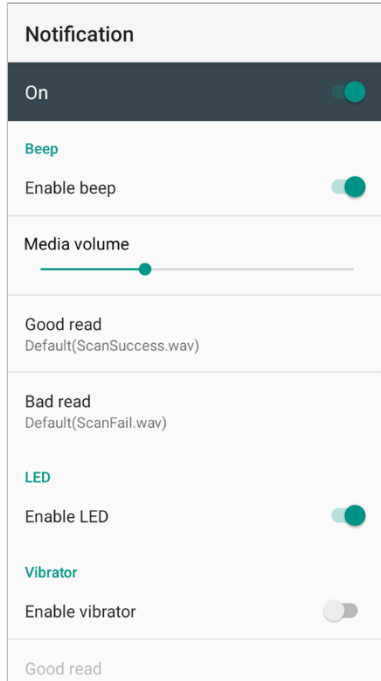 Notification
On
Beep
Enable beep
Media volume
Good read
Default(ScanSuccess.wav)
Bad read
Default(ScanFail.wav)
LED
Enable LED
Vibrator
Enable vibrator
Good read